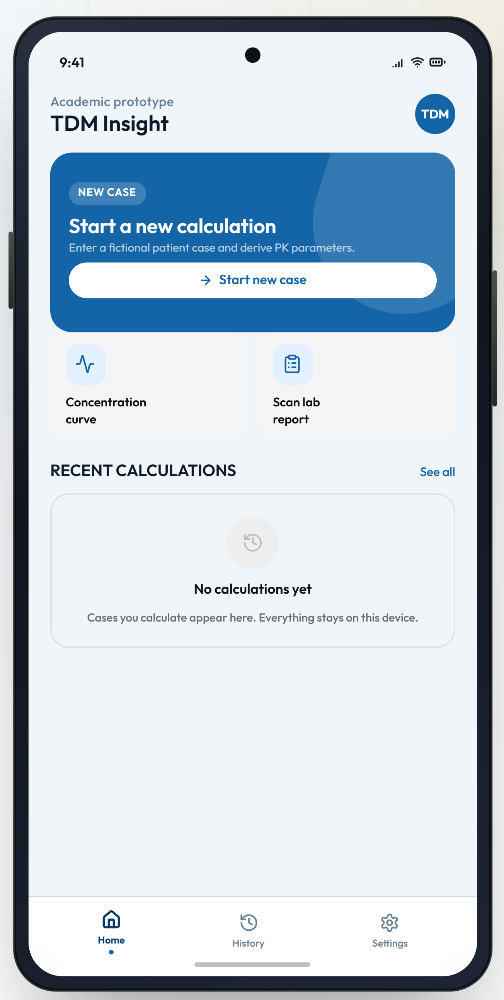 9:41
Academic prototype
TDM Insight
TDM
NEW CASE
Start a new calculation
Enter a fictional patient case and derive PK parameters.
Start new case
Concentration
curve
Scan lab
report
RECENT CALCULATIONS
See all
No calculations yet
Cases you calculate appear here. Everything stays on this device.
Home
History
Settings